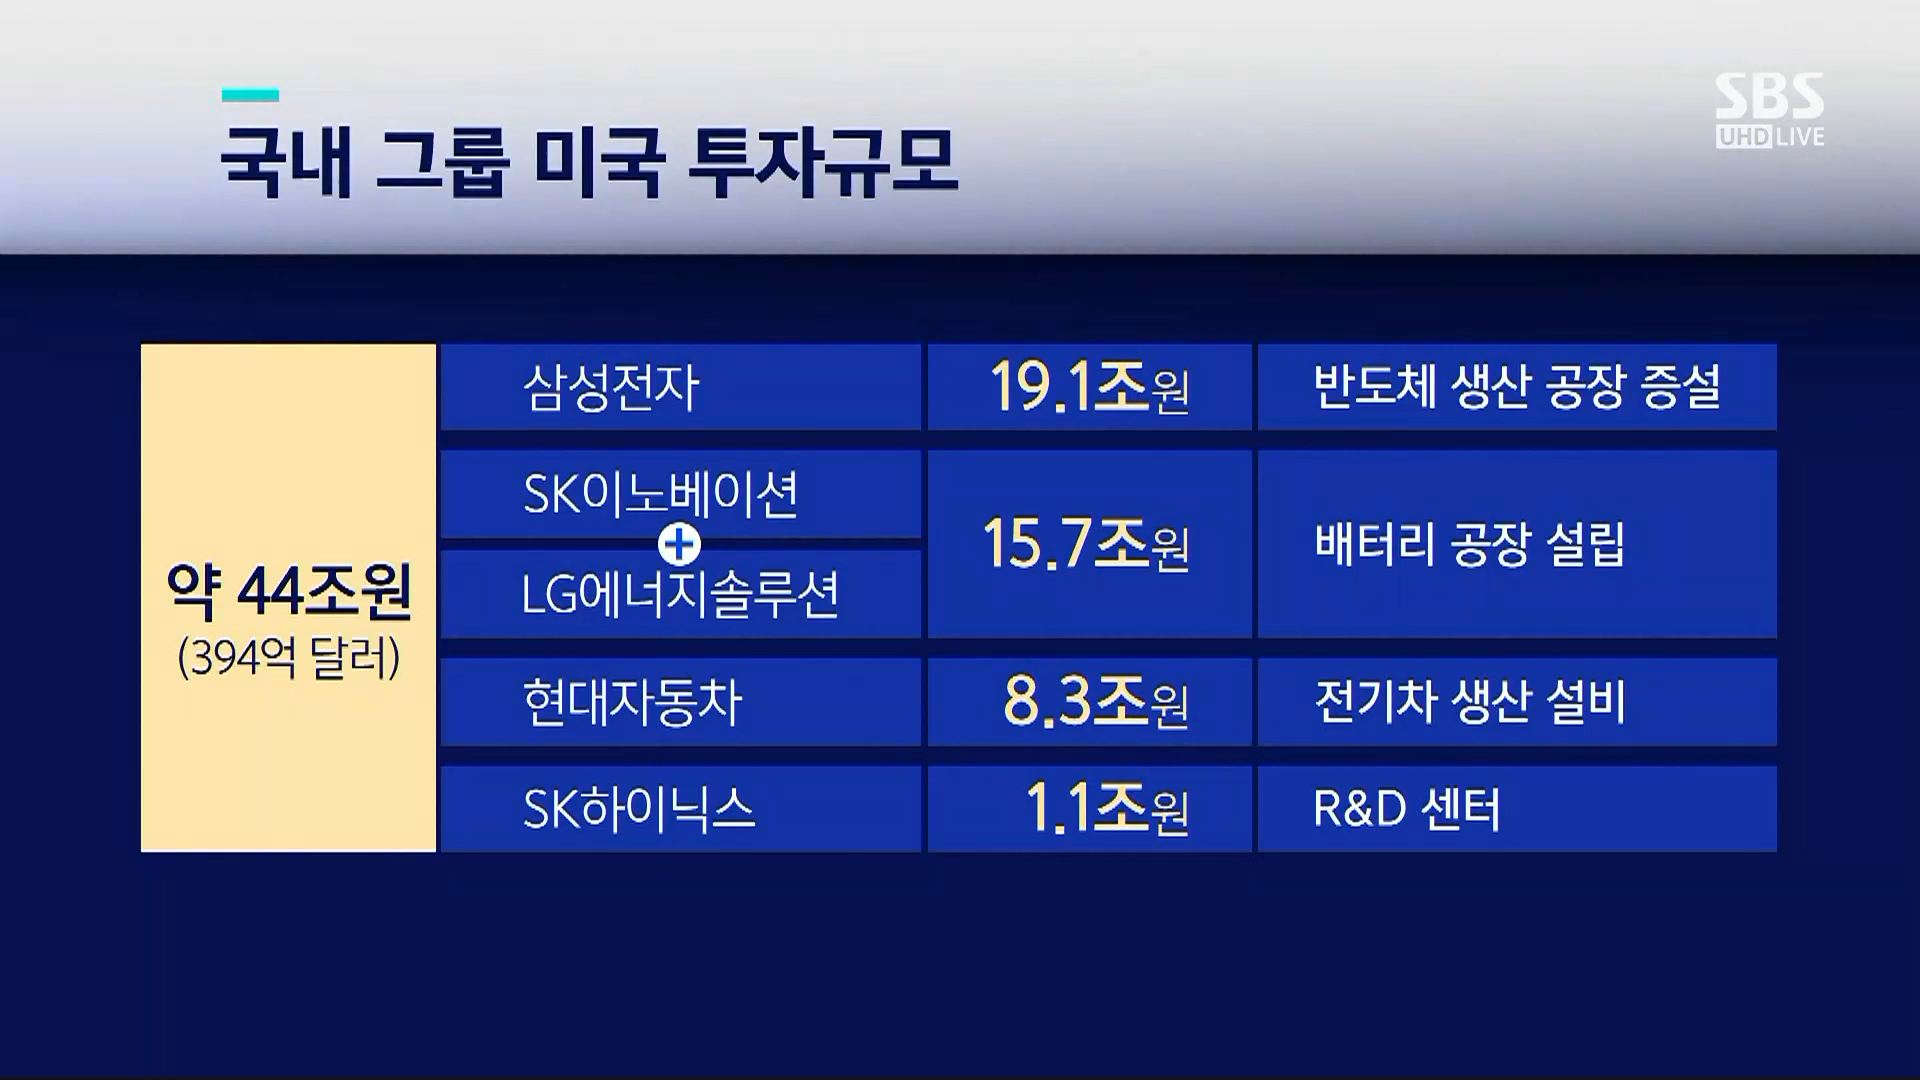 국내 그룹 미국 투자규모
SBS
UHD LIVE
약 44조원
(394억 달러)
삼성전자
19.1조원
반도체 생산 공장 증설
SK이노베이션
+
LG에너지솔루션
15.7조원
배터리 공장 설립
현대자동차
8.3조원
전기차 생산 설비
SK하이닉스
1.1조원
R&D 센터